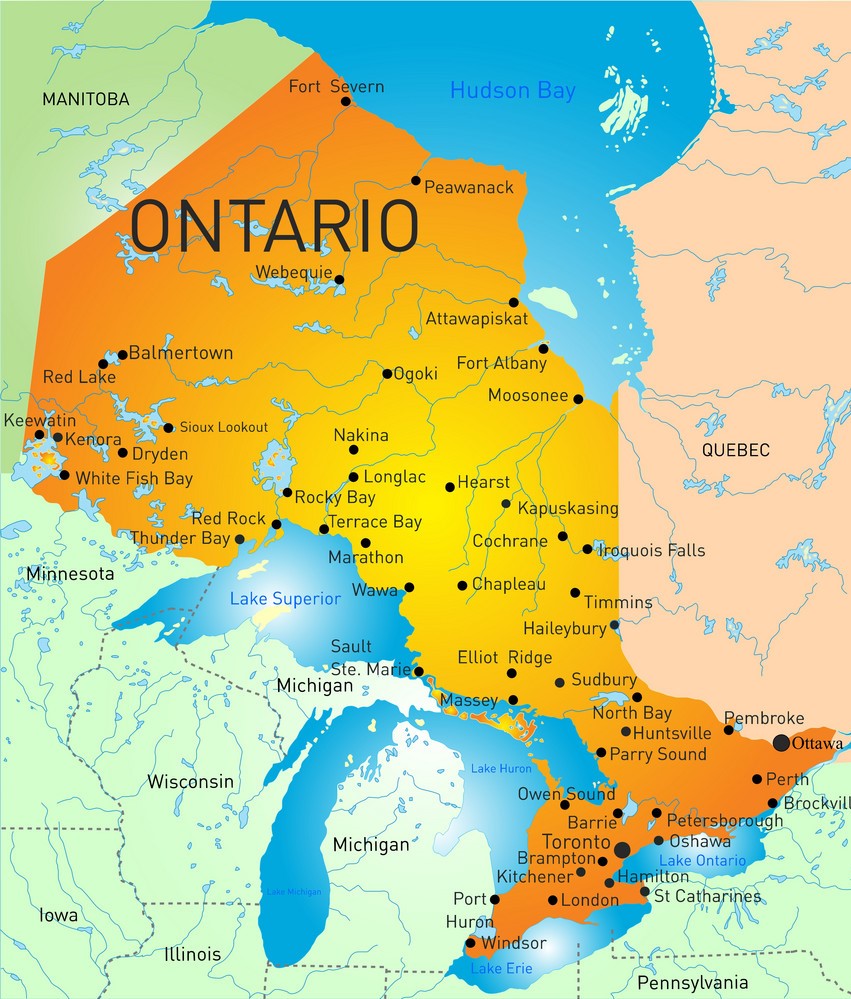 Fort Severn
Hudson Bay
MANITOBA
Peawanack
ONTARIO
Webequie
Attawapiskat
Balmertown
Fort Albany
Red Lake
Ogoki
Moosonee
Keewatin
Sioux Lookout
Kenora
Nakina
Dryden
QUEBEC
White Fish Bay
Longlac
Hearst
Rocky Bay
Kapuskasing
Red Rock
Terrace Bay
Thunder Bay
Cochrane
Iroquois Falls
Marathon
Minnesota
Chapleau
Wawa
Lake Superior
Timmins
Haileybury
Sault
Ste. Marie
Elliot Ridge
Michigan
Sudbury
Massey
North Bay
Pembroke
Huntsville
Ottawa
Parry Sound
Lake Huron
Wisconsin
Perth
Owen Sound
Brockvill
Barrie
Petersborough
Toronto
Oshawa
Michigan
Brampton
Lake Ontario
Kitchener
Hamilton
Lake Michigan
Port
Huron
London
St Catharines
Iowa
Windsor
Illinois
Lake Erie
Pennsylvania